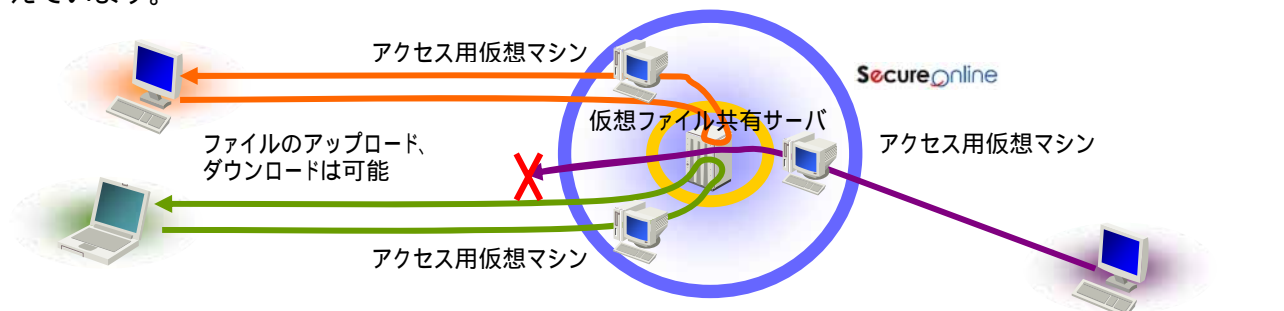 えています。
アクセス用仮想マシン
Secureonline
仮想ファイル共有サーバ
アクセス用仮想マシン
ファイルのアップロード、
ダウンロードは可能
アクセス用仮想マシン